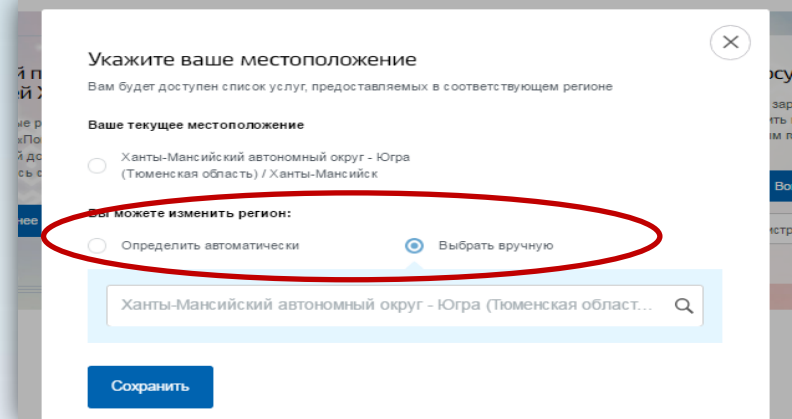 Укажите ваше местоположение
Вам будет доступен список услуг, предоставляемых в соответствующем регионе
Ваше текущее местоположение
Ханты-Мансийский автономный округ - Югра
(Тюменская область) / Ханты-Мансийск
Вы можете изменить регион:
Определить автоматически
Выбрать вручную
Ханты-Мансийский автономный округ - Югра (Тюменская област...
Сохранить